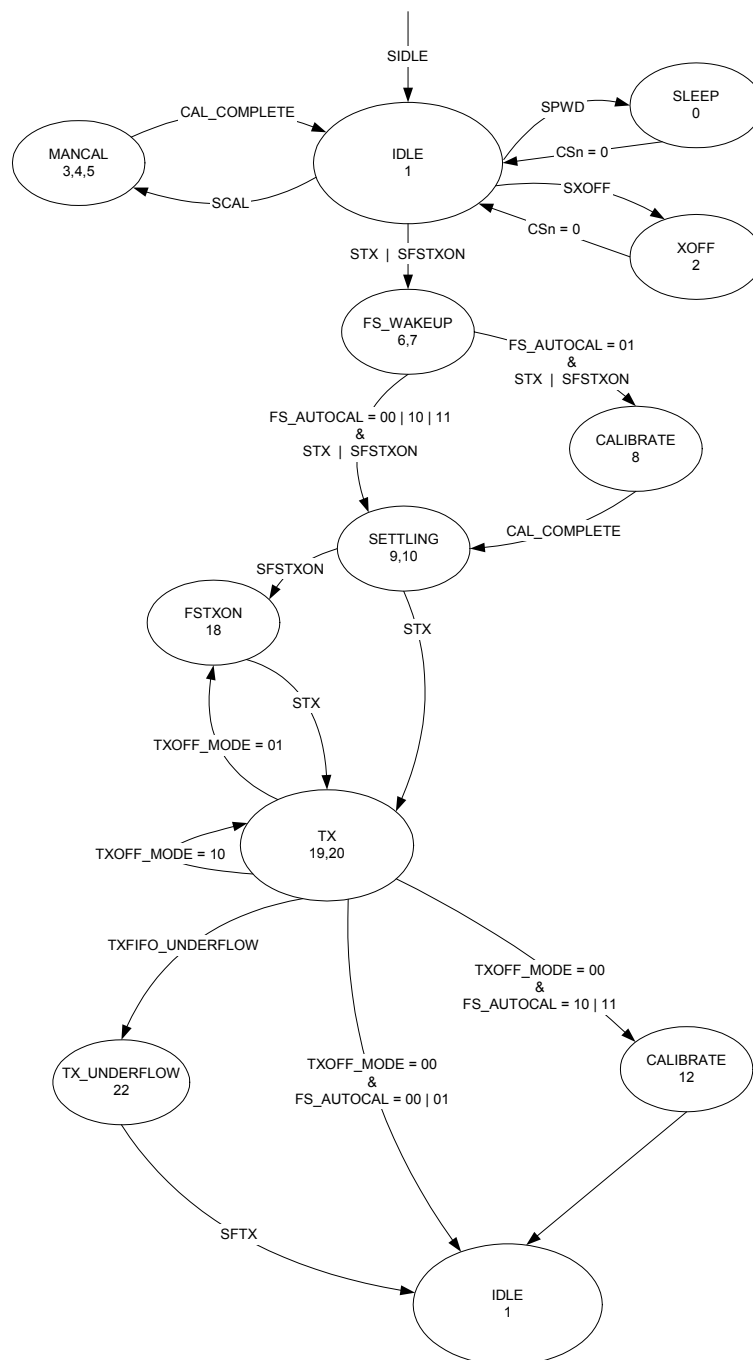 SIDLE
SPWD
SLEEP
0
CAL_COMPLETE
CSn = 0
MANCAL
3,4,5
IDLE
1
SCAL
SXOFF
CSn = 0
XOFF
2
STX | SFSTXON
FS_WAKEUP
6,7
FS_AUTOCAL = 01
&
STX | SFSTXON
FS_AUTOCAL = 00 | 10 | 11
&
STX | SFSTXON
CALIBRATE
8
CAL_COMPLETE
SETTLING
9,10
SFSTXON
FSTXON
18
STX
STX
TXOFF_MODE = 01
TX
19,20
TXOFF_MODE = 10
TXFIFO_UNDERFLOW
TXOFF_MODE = 00
&
FS_AUTOCAL = 10 | 11
TXOFF_MODE = 00
&
FS_AUTOCAL = 00 | 01
TX_UNDERFLOW
22
CALIBRATE
12
SFTX
IDLE
1